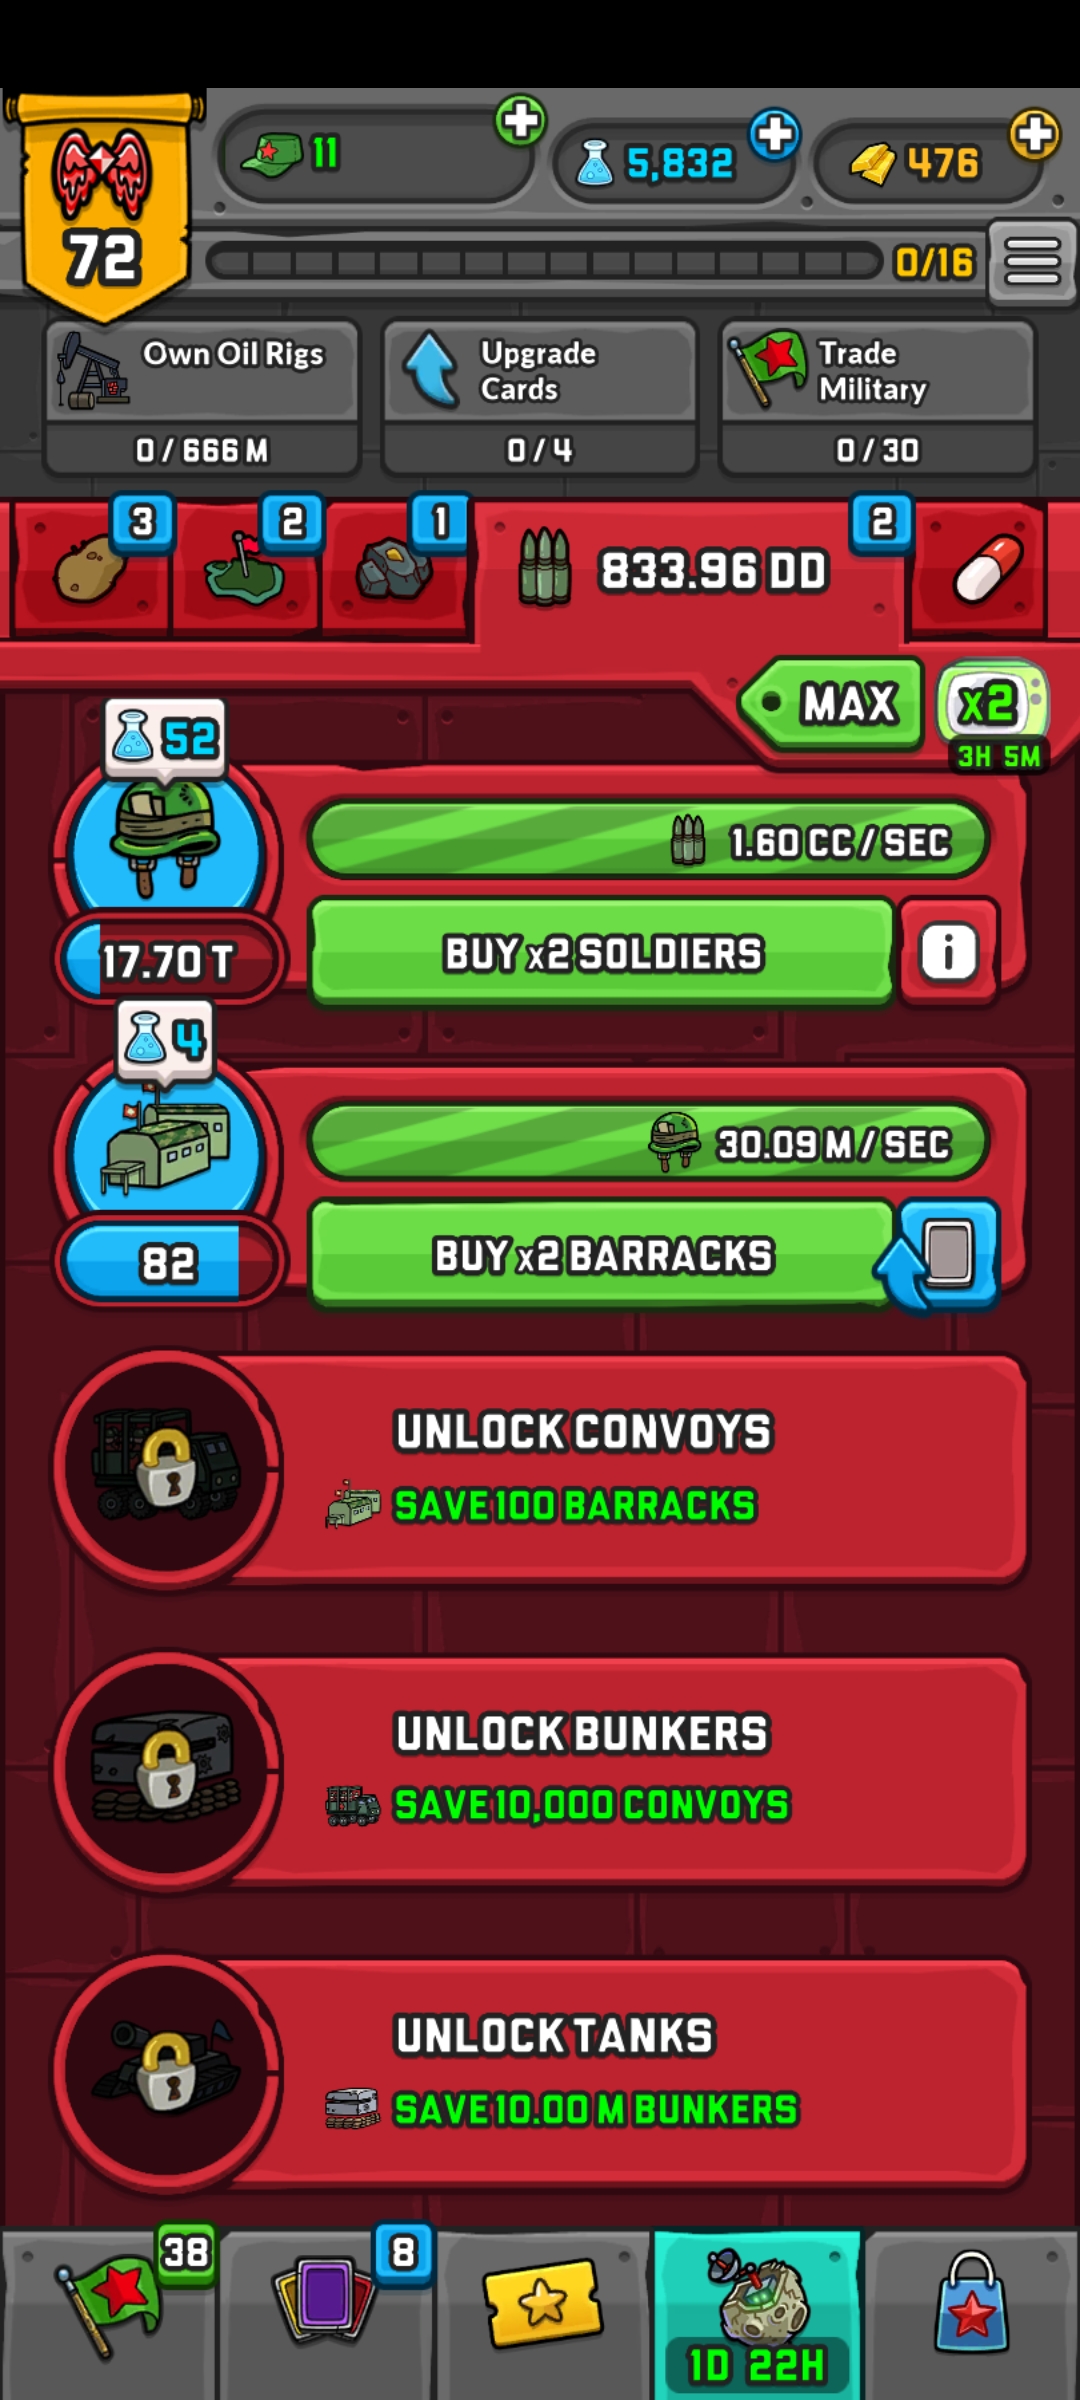 11
5,832
476
72
0/16
Own Oil Rigs
0 / 666 M
Upgrade
Cards
0 / 4
Trade
Military
0 / 30
3
2
1
833.96 DD
2
MAX
x2
3H 5M
52
1.60 CC / SEC
17.70 T
BUY x2 SOLDIERS
i
4
30.09 M / SEC
82
BUY x2 BARRACKS
UNLOCK CONVOYS
SAVE 100 BARRACKS
UNLOCK BUNKERS
SAVE 10,000 CONVOYS
UNLOCK TANKS
SAVE 10.00 M BUNKERS
38
8
1D 22H